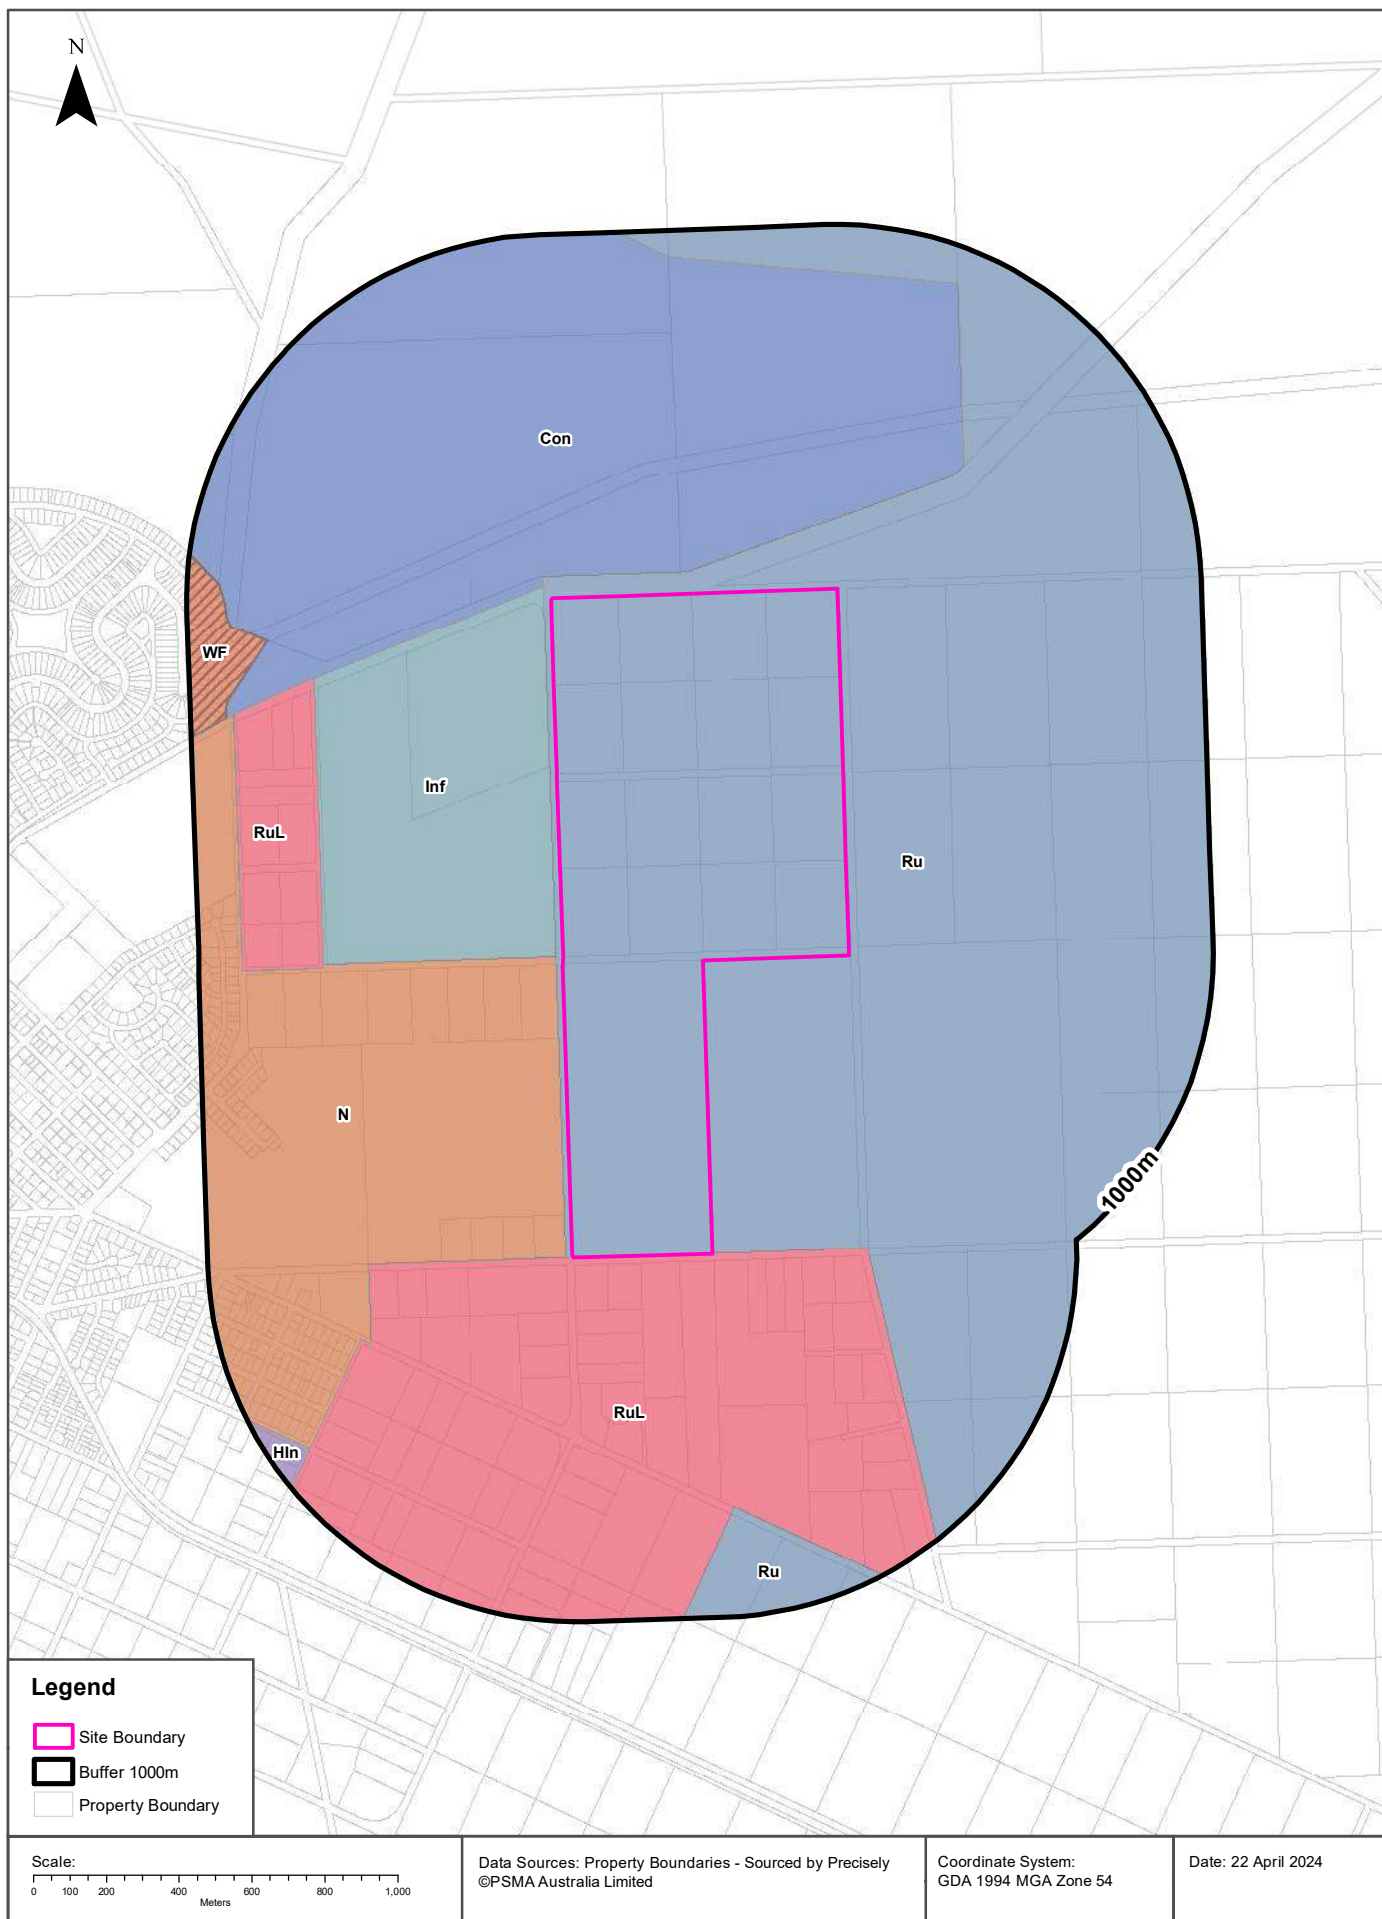 N
Con
WF
Inf
RuL
Ru
N
1000m
RuL
HIn
Ru
Legend
Site Boundary
Buffer 1000m
Property Boundary
Scale:
0 100 200 400 600 800 1,000
Meters
Data Sources: Property Boundaries - Sourced by Precisely
©PSMA Australia Limited
Coordinate System:
GDA 1994 MGA Zone 54
Date: 22 April 2024